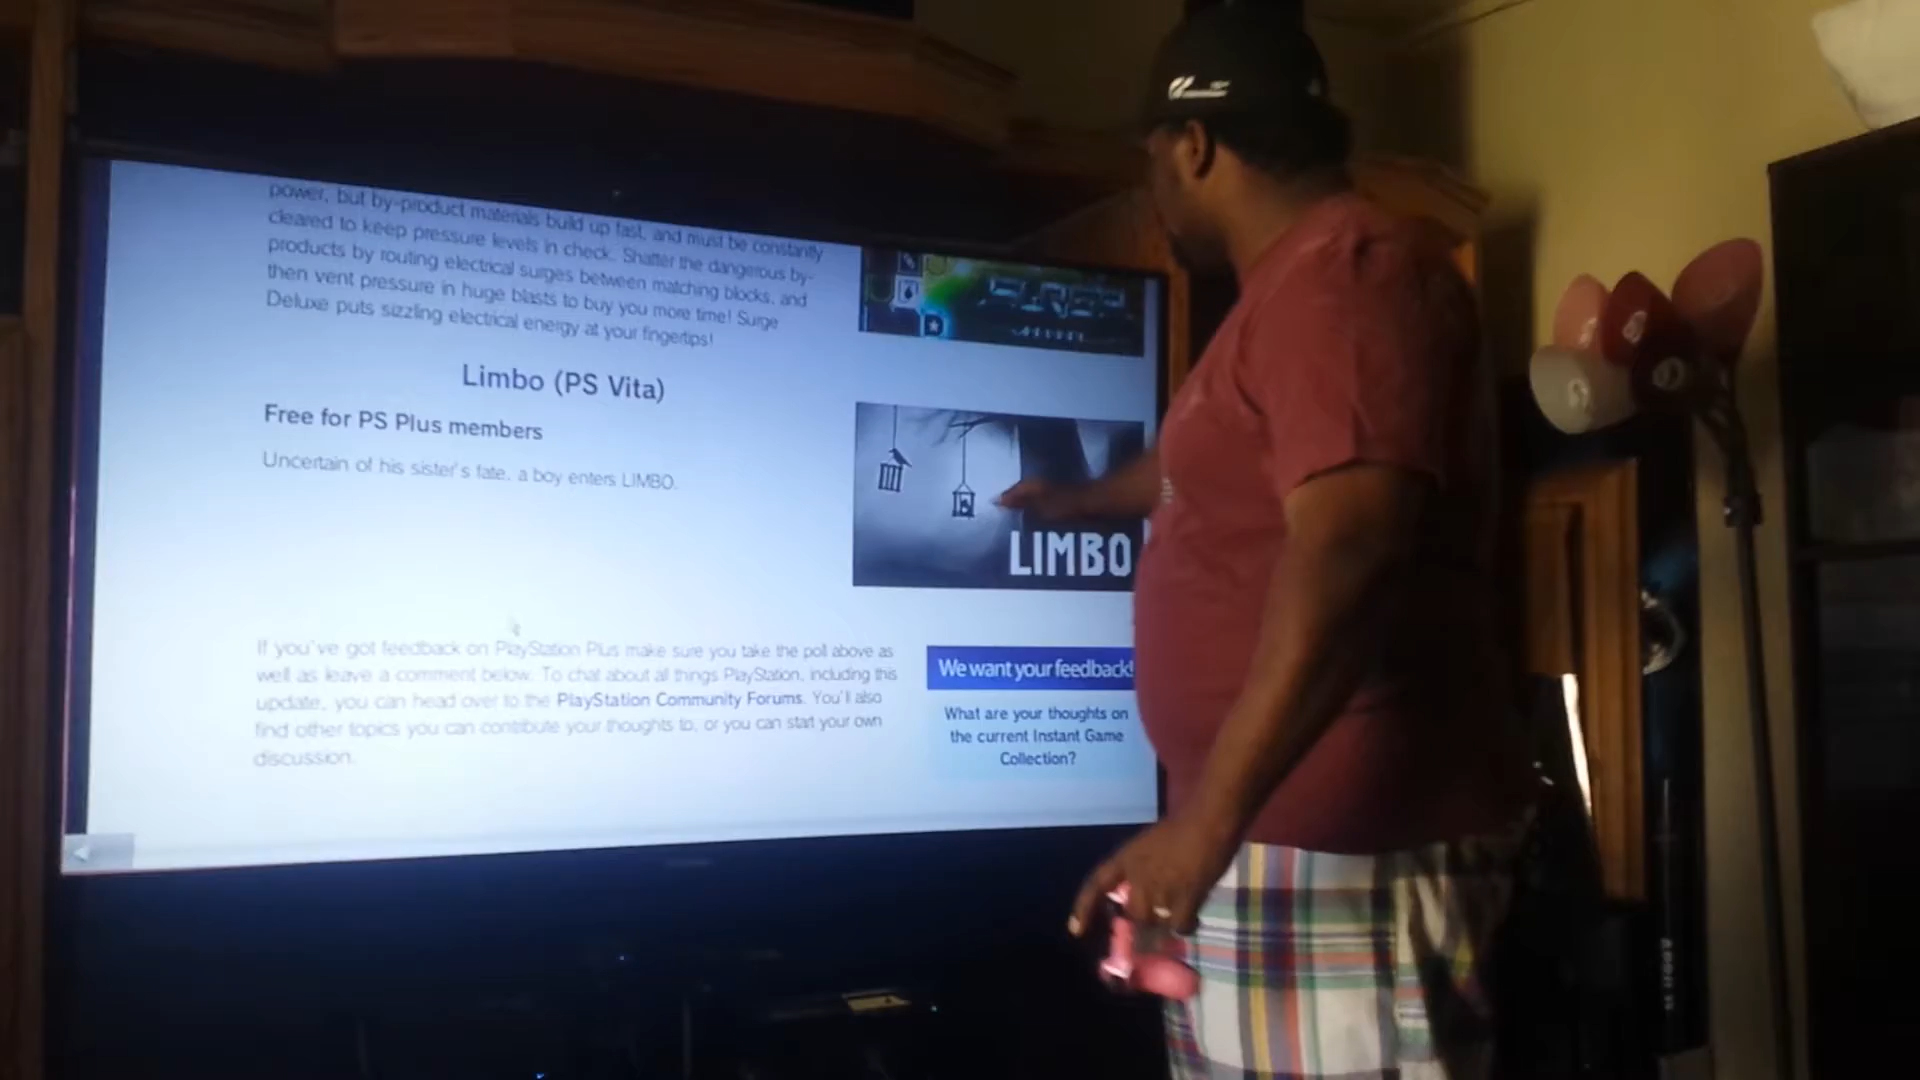 power, but by-product materials build up fast, and must be constantly
cleared to keep pressure levels in check. Shatter the dangerous by-
products by routing electrical surges between matching blocks, and
then vent pressure in huge blasts to buy you more time! Surge
Deluxe puts sizzling electrical energy at your fingertips!
Limbo (PS Vita)
Free for PS Plus members
Uncertain of his sister's fate, a boy enters LIMBO.
LIMBO
If you've got feedback on PlayStation Plus make sure you take the poll above as
well as leave a comment below. To chat about all things PlayStation, including this
update, you can head over to the PlayStation Community Forums. You'll also
find other topics you can contribute your thoughts to, or you can start your own
discussion.
We want your feedback!
What are your thoughts on
the current Instant Game
Collection?